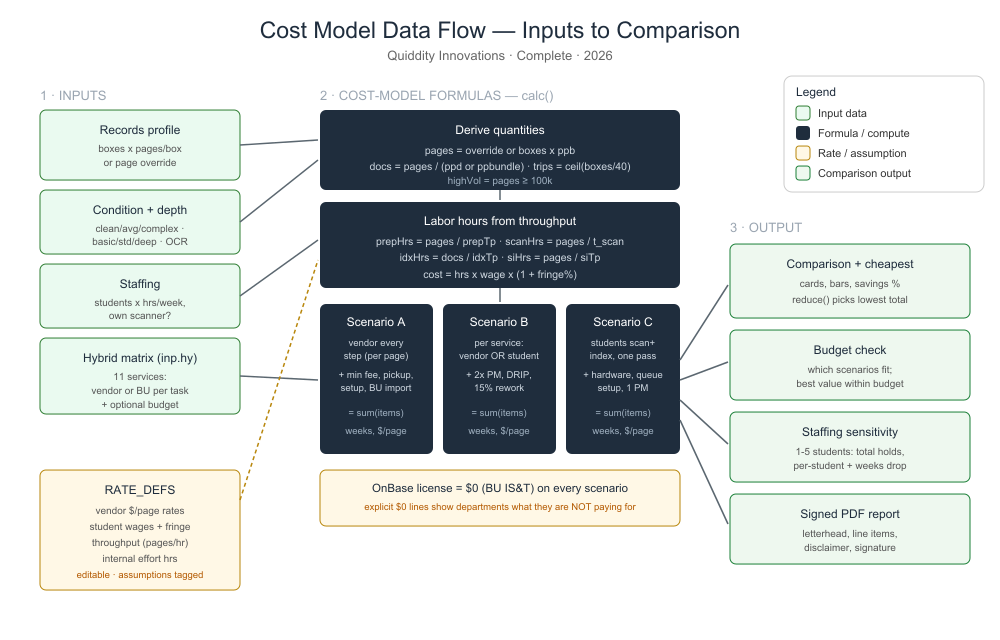 Cost Model Data Flow — Inputs to Comparison
Quiddity Innovations · Complete · 2026
1 · INPUTS
Records profile
boxes x pages/box
or page override
Condition + depth
clean/avg/complex ·
basic/std/deep · OCR
Staffing
students x hrs/week,
own scanner?
Hybrid matrix (inp.hy)
11 services:
vendor or BU per task
+ optional budget
RATE_DEFS
vendor $/page rates
student wages + fringe
throughput (pages/hr)
internal effort hrs
editable · assumptions tagged
2 · COST-MODEL FORMULAS — calc()
Derive quantities
pages = override or boxes x ppb
docs = pages / (ppd or ppbundle) · trips = ceil(boxes/40)
highVol = pages ≥ 100k
Labor hours from throughput
prepHrs = pages / prepTp · scanHrs = pages / t_scan
idxHrs = docs / idxTp · siHrs = pages / siTp
cost = hrs x wage x (1 + fringe%)
Scenario A
vendor every
step (per page)
+ min fee, pickup,
setup, BU import
= sum(items)
weeks, $/page
Scenario B
per service:
vendor OR student
+ 2x PM, DRIP,
15% rework
= sum(items)
weeks, $/page
Scenario C
students scan+
index, one pass
+ hardware, queue
setup, 1 PM
= sum(items)
weeks, $/page
OnBase license = $0 (BU IS&T) on every scenario
explicit $0 lines show departments what they are NOT paying for
Legend
Input data
Formula / compute
Rate / assumption
Comparison output
3 · OUTPUT
Comparison + cheapest
cards, bars, savings %
reduce() picks lowest total
Budget check
which scenarios fit;
best value within budget
Staffing sensitivity
1-5 students: total holds,
per-student + weeks drop
Signed PDF report
letterhead, line items,
disclaimer, signature